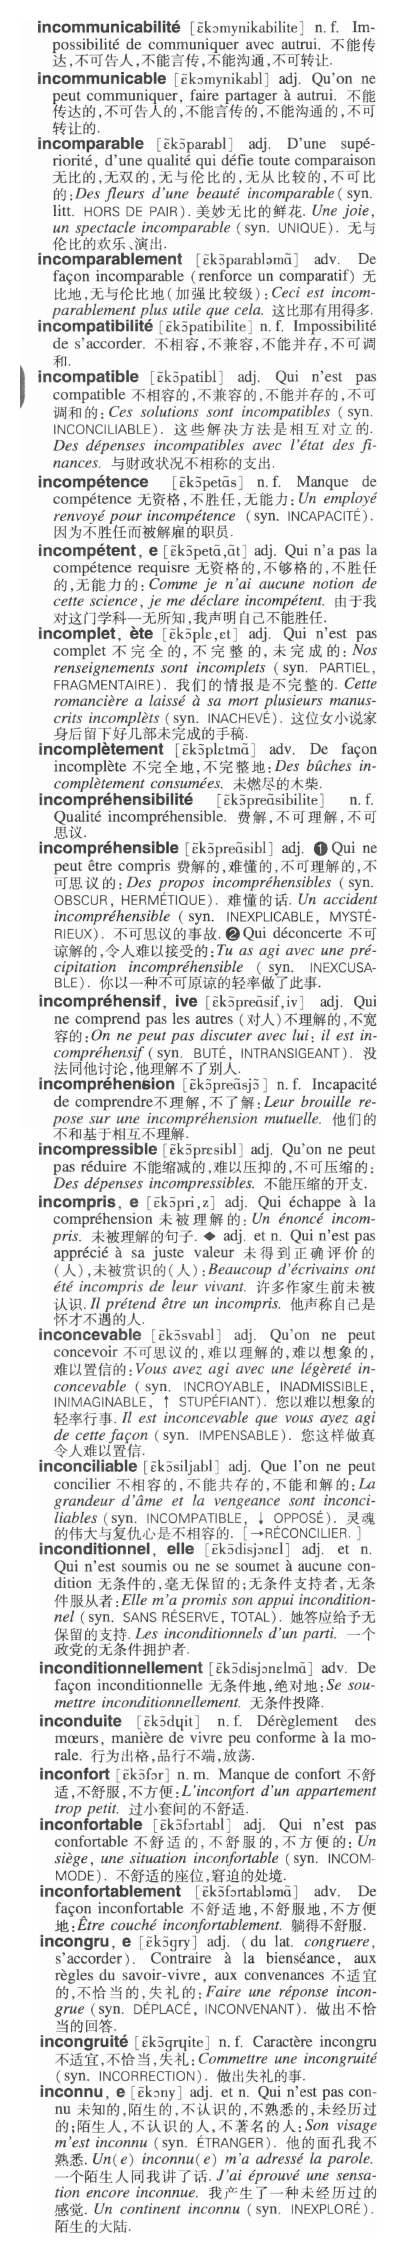 incommunicabilité [ɛ̃kɔmynikabilite] n. f. Im-
possibilité de communiquer avec autrui. 不能传
达,不可告人,不能言传,不能沟通,不可转让.
incommunicable [ɛ̃kɔmynikabl] adj. Qu'on ne
peut communiquer, faire partager à autrui. 不能
传达的,不可告人的,不能言传的,不能沟通的,不可
转让的.
incomparable [ɛ̃kɔ̃parabl] adj. D'une supé-
riorité, d'une qualité qui défie toute comparaison
无比的,无双的,无与伦比的,无从比较的,不可比
的:Des fleurs d'une beauté incomparable ( syn.
litt. HORS DE PAIR ). 美妙无比的鲜花. Une joie,
un spectacle incomparable ( syn. UNIQUE ). 无与
伦比的欢乐、演出.
incomparablement [ɛ̃kɔ̃parabləmɑ̃] adv. De
façon incomparable (renforce un comparatif) 无
比地,无与伦比地(加强比较级):Ceci est incom-
parablement plus utile que cela. 这比那有用得多.
incompatibilité [ɛ̃kɔ̃patibilite] n. f. Impossibilité
de s'accorder. 不相容,不兼容,不能并存,不可调
和.
incompatible [ɛ̃kɔ̃patibl] adj. Qui n'est pas
compatible 不相容的,不兼容的,不能并存的,不可
调和的:Ces solutions sont incompatibles ( syn.
INCONCILIABLE ). 这些解决方法是相互对立的.
Des dépenses incompatibles avec l'état des fi-
nances. 与财政状况不相称的支出.
incompétence [ɛ̃kɔ̃petɑ̃s] n. f. Manque de
compétence 无资格,不胜任,无能力:Un employé
renvoyé pour incompétence ( syn. INCAPACITÉ ).
因为不胜任而被解雇的职员.
incompétent, e [ɛ̃kɔ̃petɑ̃,ɑ̃t] adj. Qui n'a pas la
compétence requisre 无资格的,不够格的,不胜任
的,无能力的:Comme je n'ai aucune notion de
cette science, je me déclare incompétent. 由于我
对这门学科一无所知,我声明自己不能胜任.
incomplet, ète [ɛ̃kɔ̃plɛ,ɛt] adj. Qui n'est pas
complet 不完全的,不完整的,未完成的:Nos
renseignements sont incomplets ( syn. PARTIEL,
FRAGMENTAIRE ). 我们的情报是不完整的. Cette
romancière a laissé à sa mort plusieurs manus-
crits incomplèts ( syn. INACHEVÉ ). 这位女小说家
身后留下好几部未完成的手稿.
incomplètement [ɛ̃kɔ̃plɛtmɑ̃] adv. De façon
incomplète 不完全地,不完整地:Des bûches in-
complètement consumées. 未燃尽的木柴.
incompréhensibilité [ɛ̃kɔ̃preɑ̃sibilite] n. f.
Qualité incompréhensible. 费解,不可理解,不可
思议.
incompréhensible [ɛ̃kɔ̃preɑ̃sibl] adj. ❶ Qui ne
peut être compris 费解的,难懂的,不可理解的,不
可思议的:Des propos incompréhensibles ( syn.
OBSCUR, HERMÉTIQUE ). 难懂的话. Un accident
incompréhensible ( syn. INEXPLICABLE, MYSTÉ-
RIEUX ). 不可思议的事故. ❷ Qui déconcerte 不可
谅解的,令人难以接受的:Tu as agi avec une pré-
cipitation incompréhensible ( syn. INEXCUSA-
BLE ). 你以一种不可原谅的轻率做了此事.
incompréhensif, ive [ɛ̃kɔ̃preɑ̃sif,iv] adj. Qui
ne comprend pas les autres (对人)不理解的,不宽
容的:On ne peut pas discuter avec lui: il est in-
compréhensif ( syn. BUTÉ, INTRANSIGEANT ). 没
法同他讨论,他理解不了别人.
incompréhension [ɛ̃kɔ̃preɑ̃sjɔ̃] n. f. Incapacité
de comprendre不理解,不了解:Leur brouille re-
pose sur une incompréhension mutuelle. 他们的
不和基于相互不理解.
incompressible [ɛ̃kɔ̃presibl] adj. Qu'on ne peut
pas réduire 不能缩减的,难以压抑的,不可压缩的:
Des dépenses incompressibles. 不能压缩的开支.
incompris, e [ɛ̃kɔ̃pri,z] adj. Qui échappe à la
compréhension 未被理解的:Un énoncé incom-
pris. 未被理解的句子. ◆ adj. et n. Qui n'est pas
apprécié à sa juste valeur 未得到正确评价的
(人),未被赏识的(人):Beaucoup d'écrivains ont
été incompris de leur vivant. 许多作家生前未被
认识. Il prétend être un incompris. 他声称自己是
怀才不遇的人.
inconcevable [ɛ̃kɔ̃svabl] adj. Qu'on ne peut
concevoir 不可思议的,难以理解的,难以想象的,
难以置信的:Vous avez agi avec une légèreté in-
concevable ( syn. INCROYABLE, INADMISSIBLE,
INIMAGINABLE, ↑ STUPÉFIANT ). 您以难以想象的
轻率行事. Il est inconcevable que vous ayez agi
de cette façon ( syn. IMPENSABLE ). 您这样做真
令人难以置信.
inconciliable [ɛ̃kɔ̃siljabl] adj. Que l'on ne peut
concilier 不相容的,不能共存的,不能和解的:La
grandeur d'âme et la vengeance sont inconci-
liables ( syn. INCOMPATIBLE, ↓ OPPOSÉ ). 灵魂
的伟大与复仇心是不相容的. [→RÉCONCILIER. ]
inconditionnel, elle [ɛ̃kɔ̃disjɔnɛl] adj. et n.
Qui n'est soumis ou ne se soumet à aucune con-
dition 无条件的,毫无保留的;无条件支持者,无条
件服从者:Elle m'a promis son appui incondition-
nel ( syn. SANS RÉSERVE, TOTAL ). 她答应给予无
保留的支持. Les inconditionnels d'un parti. 一个
政党的无条件拥护者.
inconditionnellement [ɛ̃kɔ̃disjɔnɛlmɑ̃] adv. De
façon inconditionnelle 无条件地,绝对地:Se sou-
mettre inconditionnellement. 无条件投降.
inconduite [ɛ̃kɔ̃dɥit] n. f. Dérèglement des
mœurs, manière de vivre peu conforme à la mo-
rale. 行为出格,品行不端,放荡.
inconfort [ɛ̃kɔ̃fɔr] n. m. Manque de confort 不舒
适,不舒服,不方便:L'inconfort d'un appartement
trop petit. 过小套间的不舒适.
inconfortable [ɛ̃kɔ̃fɔrtabl] adj. Qui n'est pas
confortable 不舒适的,不舒服的,不方便的: Un
siège, une situation inconfortable ( syn. INCOM-
MODE ). 不舒适的座位,窘迫的处境.
inconfortablement [ɛ̃kɔ̃fɔrtabləmɑ̃] adv. De
façon inconfortable 不舒适地,不舒服地,不方便
地:Être couché inconfortablement. 躺得不舒服.
incongru, e [ɛ̃kɔ̃gry] adj. ( du lat. congruere,
s'accorder ). Contraire à la bienséance, aux
règles du savoir-vivre, aux convenances 不适宜
的,不恰当的,失礼的: Faire une réponse incon-
grue ( syn. DÉPLACÉ, INCONVENANT ). 做出不恰
当的回答.
incongruité [ɛ̃kɔ̃grɥite] n. f. Caractère incongru
不适宜,不恰当,失礼:Commettre une incongruité
( syn. INCORRECTION ). 做出失礼的事.
inconnu, e [ɛ̃kɔny] adj. et n. Qui n'est pas con-
nu 未知的,陌生的,不认识的,不熟悉的,未经历过
的;陌生人,不认识的人,不著名的人:Son visage
m'est inconnu ( syn. ÉTRANGER ). 他的面孔我不
熟悉. Un(e) inconnu(e) m'a adressé la parole.
一个陌生人同我讲了话. J'ai éprouvé une sensa-
tion encore inconnue. 我产生了一种未经历过的
感觉. Un continent inconnu ( syn. INEXPLORÉ ).
陌生的大陆.